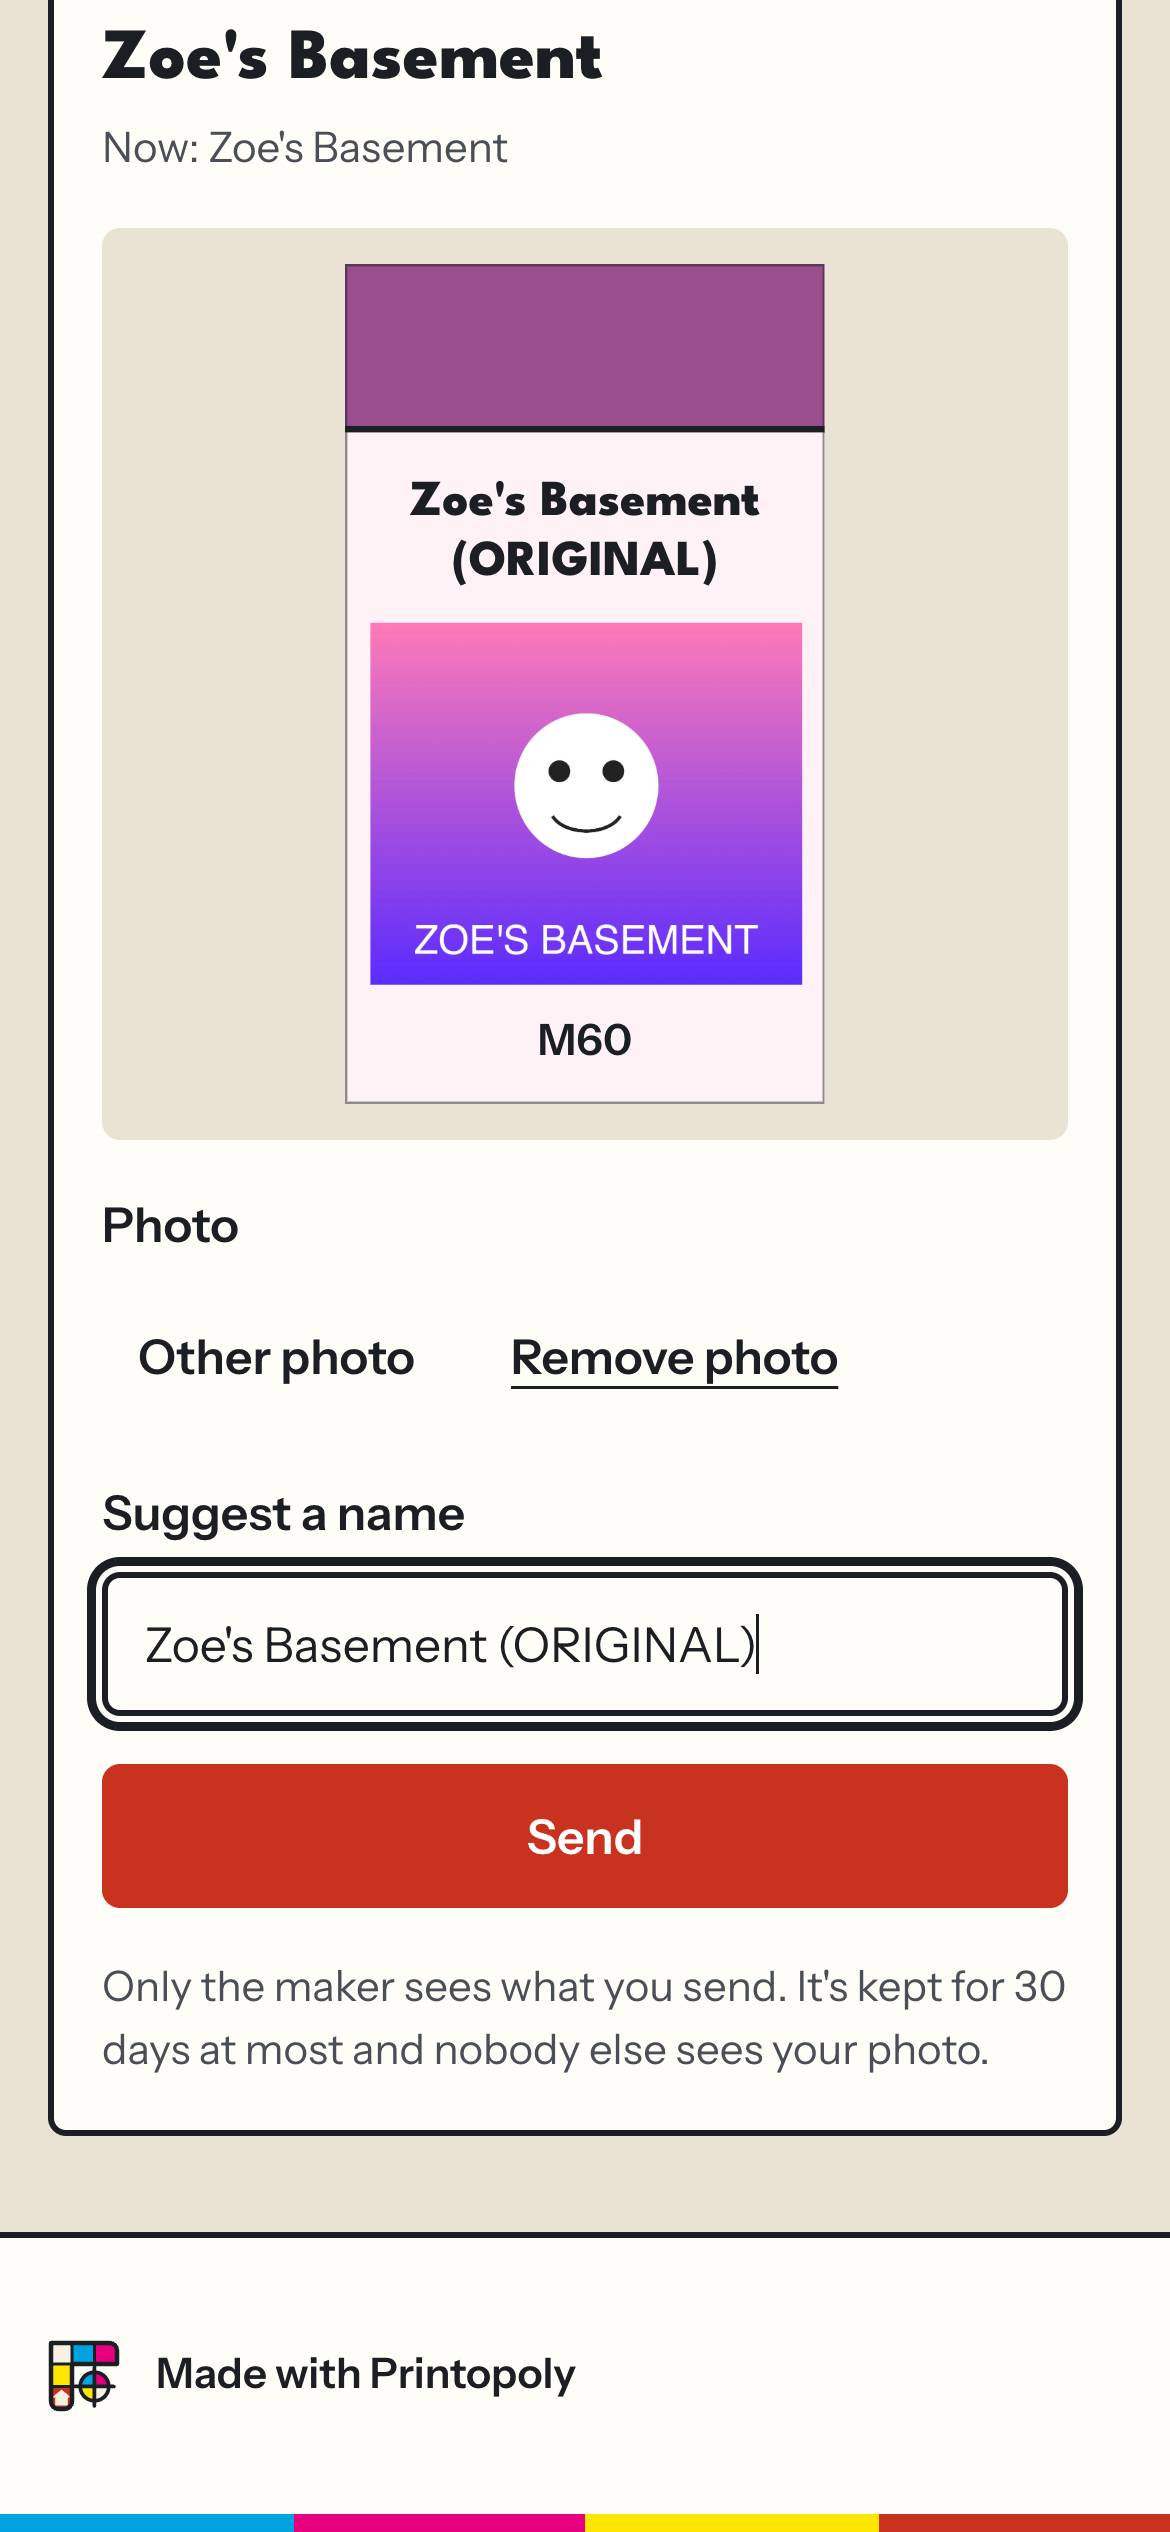 Zoe's Basement
Now: Zoe's Basement
Zoe's Basement
(ORIGINAL)
ZOE'S BASEMENT
M60
Photo
Other photo
Remove photo
Suggest a name
Zoe's Basement (ORIGINAL)
Send
Only the maker sees what you send. It's kept for 30
days at most and nobody else sees your photo.
Made with Printopoly